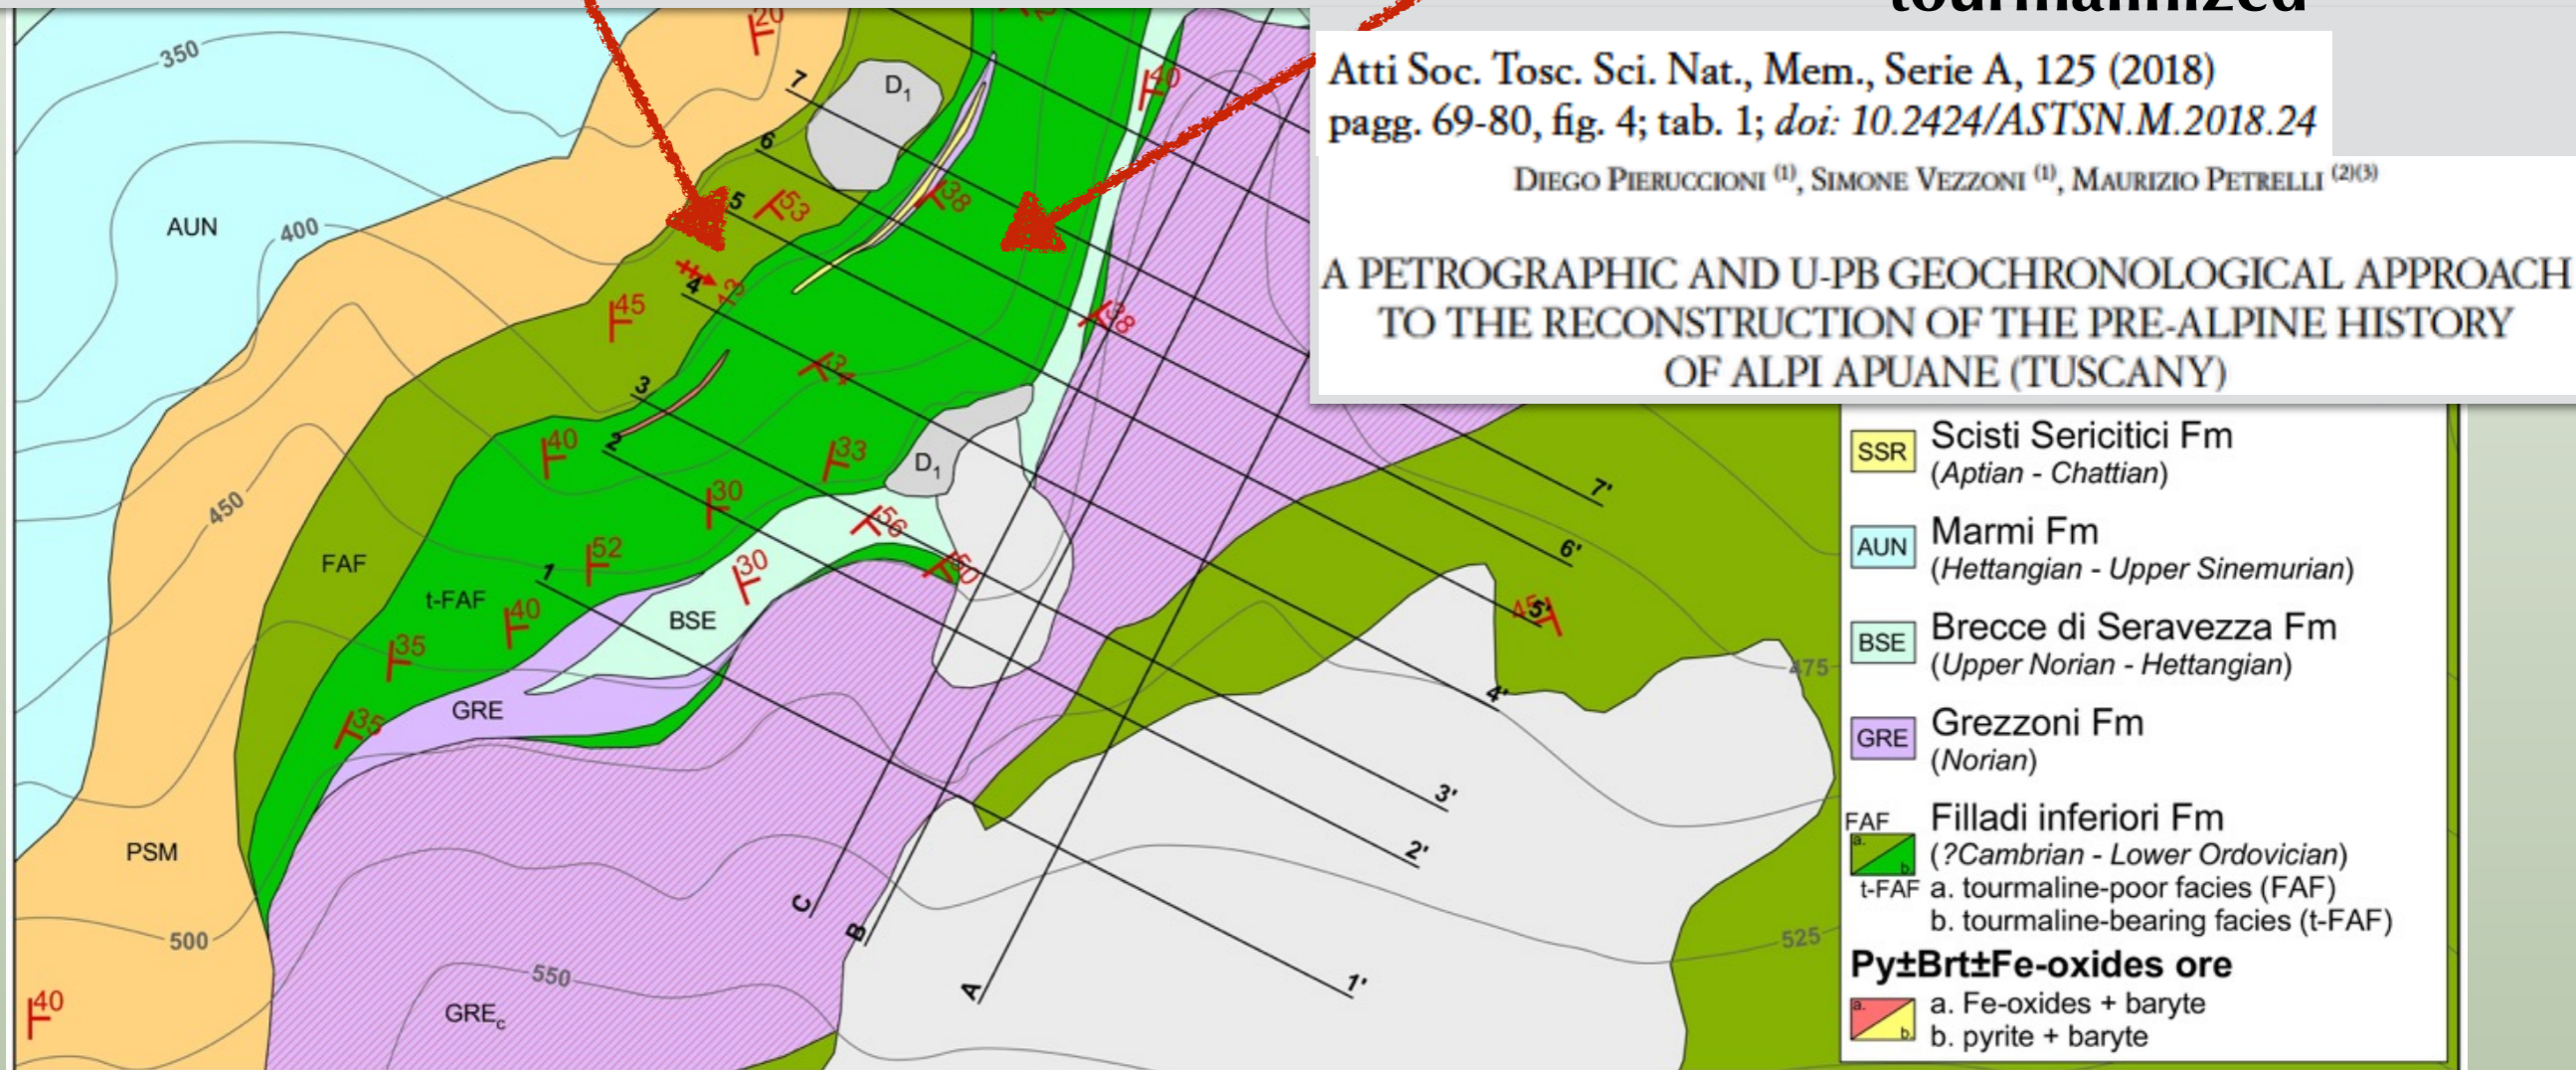 tourmalinized
Atti Soc. Tosc. Sci. Nat., Mem., Serie A, 125 (2018)
pagg. 69-80, fig. 4; tab. 1; doi: 10.2424/ASTSN.M.2018.24
DIEGO PIERUCCIONI (1), SIMONE VEZZONI (1), MAURIZIO PETRELLI (2)(3)
A PETROGRAPHIC AND U-PB GEOCHRONOLOGICAL APPROACH
TO THE RECONSTRUCTION OF THE PRE-ALPINE HISTORY
OF ALPI APUANE (TUSCANY)
20
350
7
D1
40
6
5
53
38
AUN
400
4
13
45
38
3
34
2
40
33
D1
7'
450
30
56
6'
FAF
52
1
30
50
t-FAF
40
BSE
45
5'
35
475
GRE
35
4'
3'
PSM
2'
C
B
500
525
550
A
1'
40
GREc
SSR
Scisti Sericitici Fm
(Aptian - Chattian)
AUN
Marmi Fm
(Hettangian - Upper Sinemurian)
BSE
Brecce di Seravezza Fm
(Upper Norian - Hettangian)
GRE
Grezzoni Fm
(Norian)
FAF
a.
b.
t-FAF
Filladi inferiori Fm
(?Cambrian - Lower Ordovician)
a. tourmaline-poor facies (FAF)
b. tourmaline-bearing facies (t-FAF)
Py±Brt±Fe-oxides ore
a.
b.
a. Fe-oxides + baryte
b. pyrite + baryte